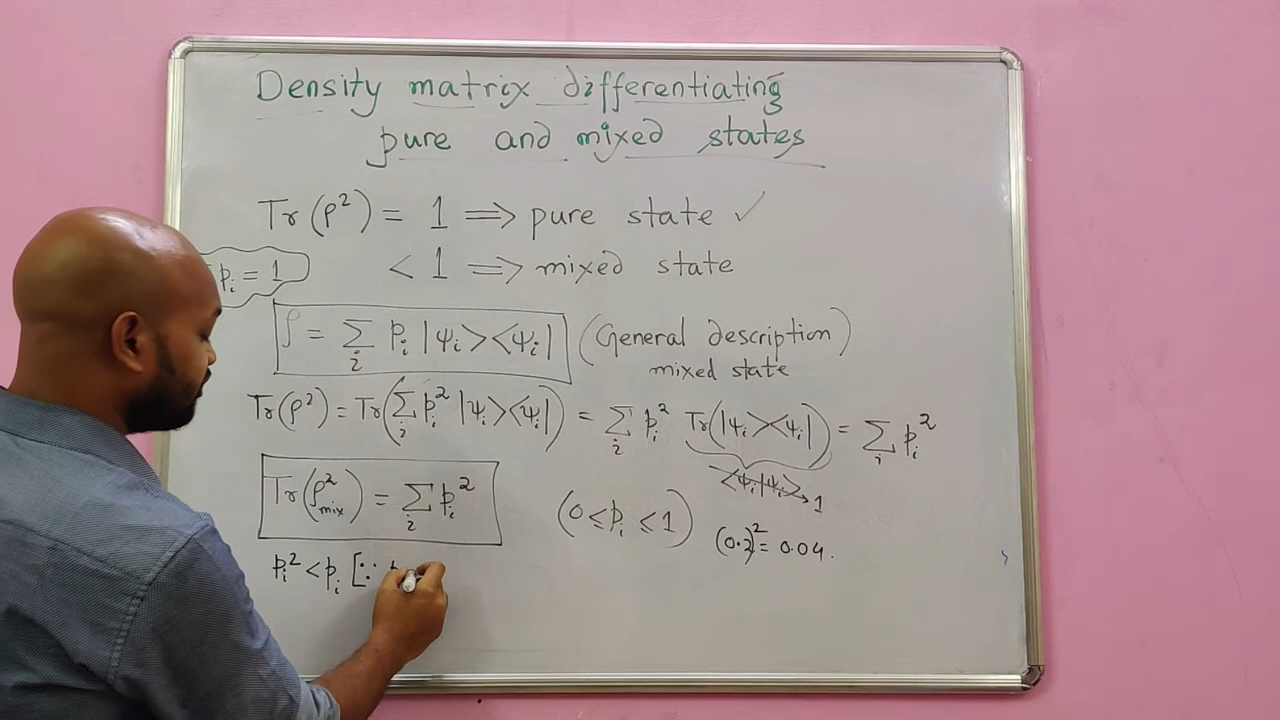 Density matrix differentiating
pure and mixed states
Tr(ρ²) = 1 ⟹ pure state ✓
< 1 ⟹ mixed state
pᵢ = 1
ρ = Σᵢ pᵢ |ψᵢ><ψᵢ| (General description)
mixed state
Tr(ρ²) = Tr(Σᵢ pᵢ² |ψᵢ><ψᵢ|) = Σᵢ pᵢ² Tr(|ψᵢ><ψᵢ|) = Σᵢ pᵢ²
<ψᵢ|ψᵢ> 1
Tr(ρ²mix) = Σᵢ pᵢ² (0 ≤ pᵢ ≤ 1)
(0.2)² = 0.04.
pᵢ² < pᵢ [∵